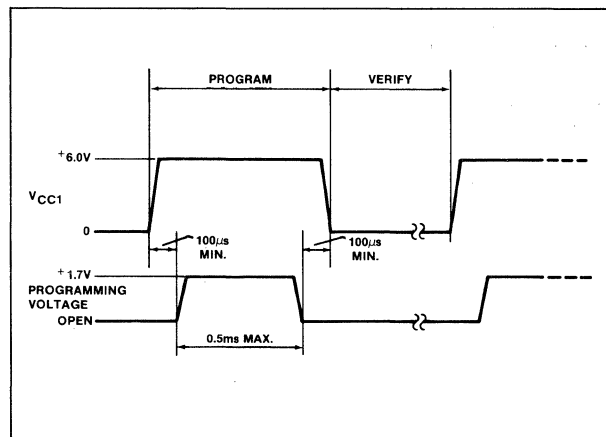 PROGRAM
VERIFY
+6.0V
VCC1
0
100μs
MIN.
100μs
MIN.
+1.7V
PROGRAMMING
VOLTAGE
OPEN
0.5ms MAX.